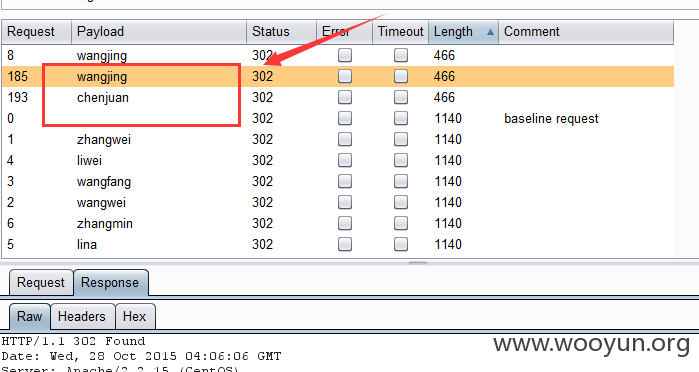 Request Payload Status Error Timeout Length Comment
8 wangjing 302 466
185 wangjing 302 466
193 chenjuan 302 466
0 302 1140 baseline request
1 zhangwei 302 1140
4 liwei 302 1140
3 wangfang 302 1140
2 wangwei 302 1140
6 zhangmin 302 1140
5 lina 302 1140
Request Response
Raw Headers Hex
HTTP/1.1 302 Found
Date: Wed, 28 Oct 2015 04:06:06 GMT
Server: Apache/2.2.15 (CentOS)
www.wooyun.org